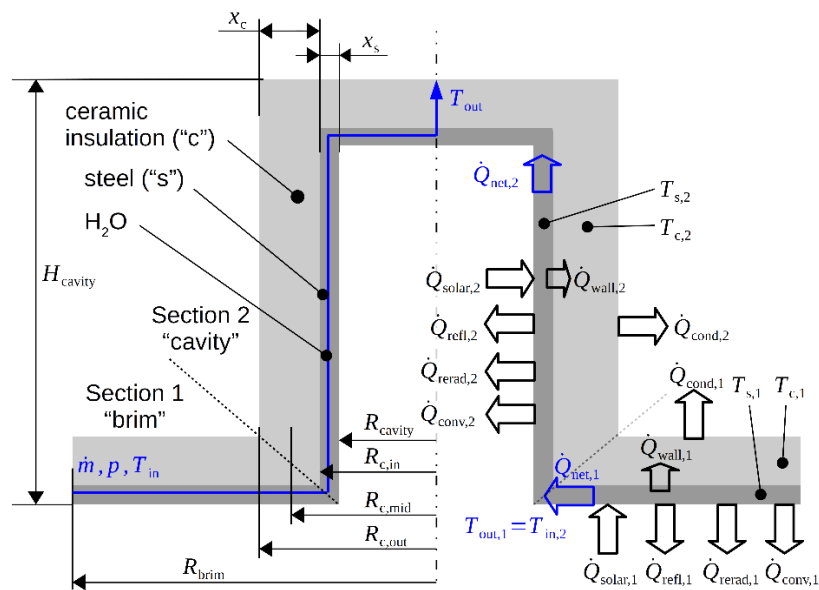 x_c
x_s
ceramic
insulation (“c”)
steel (“s”)
H₂O
T_out
Q̇_net,2
T_s,2
T_c,2
H_cavity
Section 2
“cavity”
Q̇_solar,2
Q̇_wall,2
Q̇_refl,2
Q̇_cond,2
Q̇_rerad,2
Q̇_conv,2
Section 1
“brim”
Q̇_cond,1
T_s,1
T_c,1
R_cavity
ṁ, p, T_in
R_c,in
Q̇_net,1
Q̇_wall,1
R_c,mid
T_out,1 = T_in,2
R_c,out
R_brim
Q̇_solar,1
Q̇_refl,1
Q̇_rerad,1
Q̇_conv,1